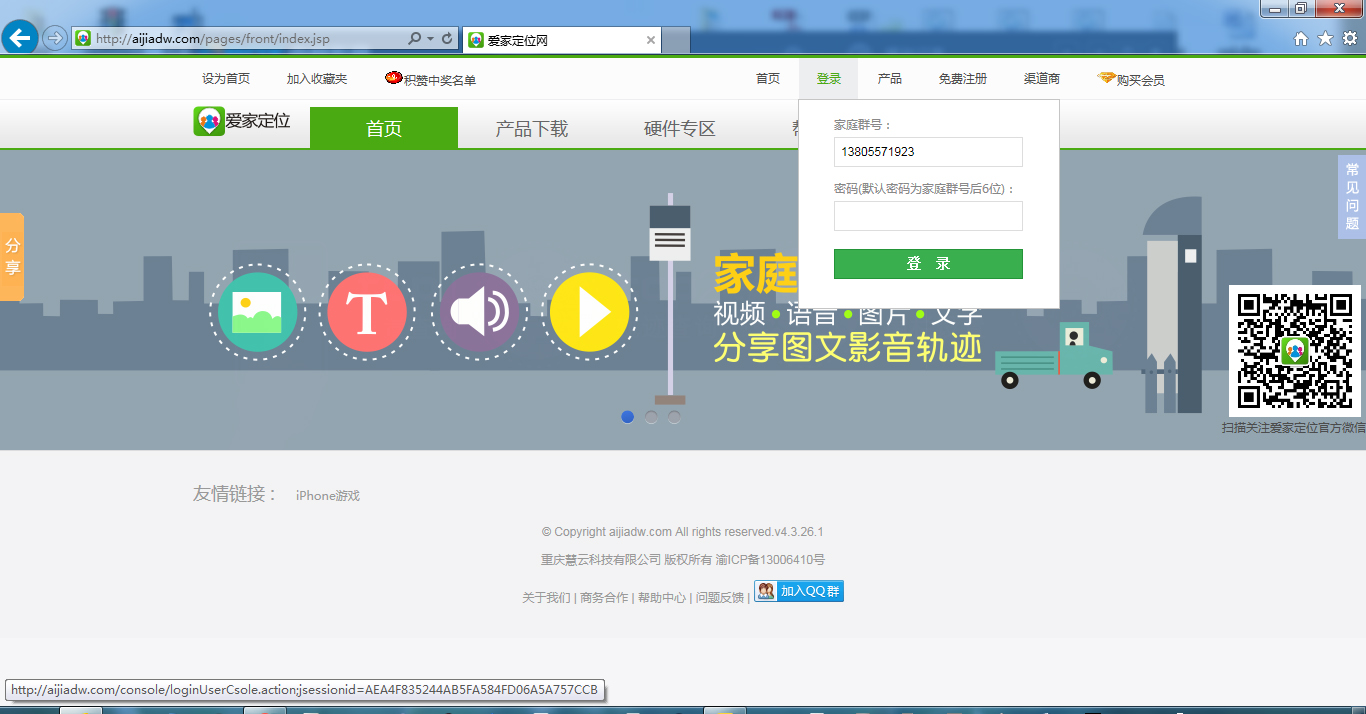 http://aijiadw.com/pages/front/index.jsp
爱家定位网
设为首页 加入收藏夹 积赞中奖名单 首页 登录 产品 免费注册 渠道商 购买会员
爱家定位 首页 产品下载 硬件专区
家庭群号：
13805571923
密码(默认密码为家庭群号后6位)：
登 录
常见问题
分享
T
家庭
视频 • 语音 • 图片 • 文字
分享图文影音轨迹
扫描关注爱家定位官方微信
友情链接： iPhone游戏
© Copyright aijiadw.com All rights reserved.v4.3.26.1
重庆慧云科技有限公司 版权所有 渝ICP备13006410号
关于我们 | 商务合作 | 帮助中心 | 问题反馈 | 加入QQ群
http://aijiadw.com/console/loginUserCsole.action;jsessionid=AEA4F835244AB5FA584FD06A5A757CCB